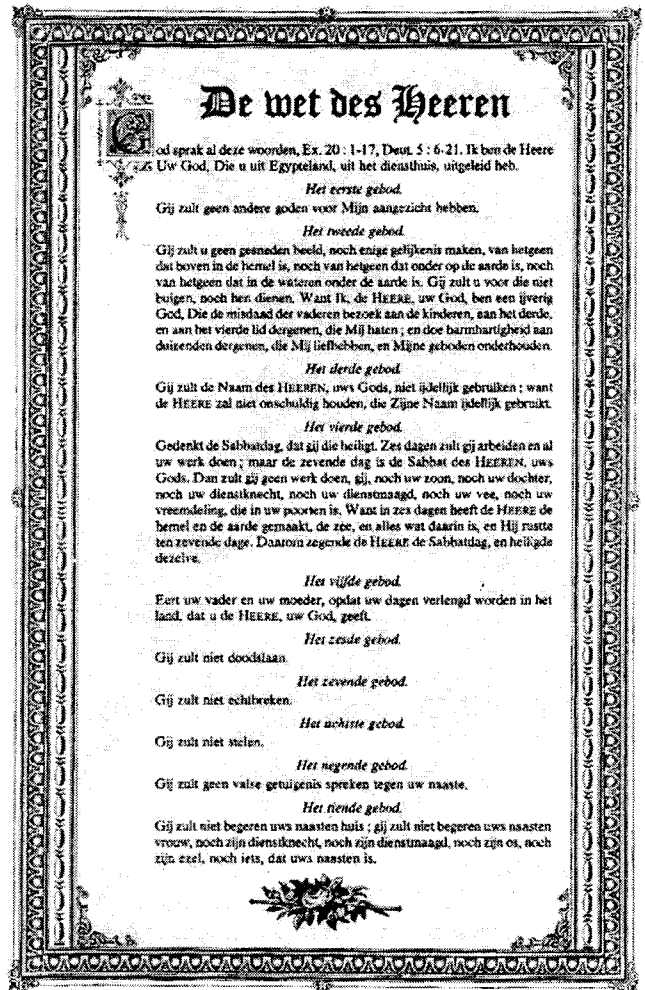 De wet des Heeren
God sprak al deze woorden, Ex. 20 : 1-17, Deut. 5 : 6-21. Ik ben de Heere
Uw God, Die u uit Egypteland, uit het diensthuis, uitgeleid heb.
Het eerste gebod.
Gij zult geen andere goden voor Mijn aangezicht hebben.
Het tweede gebod.
Gij zult u geen gesneden beeld, noch enige gelijkenis maken, van hetgeen
dat boven in de hemel is, noch van hetgeen dat onder op de aarde is, noch
van hetgeen dat in de wateren onder de aarde is. Gij zult u voor die niet
buigen, noch hen dienen. Want Ik, de HEERE, uw God, ben een ijverig
God, Die de misdaad der vaderen bezoek aan de kinderen, aan het derde,
en aan het vierde lid dergenen, die Mij haten ; en doe barmhartigheid aan
duizenden dergenen, die Mij liefhebben, en Mijne geboden onderhouden.
Het derde gebod.
Gij zult de Naam des HEEREN, uws Gods, niet ijdellijk gebruiken ; want
de HEERE zal niet onschuldig houden, die Zijne Naam ijdellijk gebruikt.
Het vierde gebod.
Gedenkt de Sabbatdag, dat gij die heiligt. Zes dagen zult gij arbeiden en al
uw werk doen ; maar de zevende dag is de Sabbat des HEEREN, uws
Gods. Dan zult gij geen werk doen, gij, noch uw zoon, noch uw dochter,
noch uw dienstknecht, noch uw dienstmaagd, noch uw vee, noch uw
vreemdeling, die in uw poorten is. Want in zes dagen heeft de HEERE de
hemel en de aarde gemaakt, de zee, en alles wat daarin is, en Hij rustte
ten zevende dage. Daarom zegende de HEERE de Sabbatdag, en heiligde
dezelve.
Het vijfde gebod.
Eert uw vader en uw moeder, opdat uw dagen verlengd worden in het
land, dat u de HEERE, uw God, geeft.
Het zesde gebod.
Gij zult niet doodslaan.
Het zevende gebod.
Gij zult niet echtbreken.
Het achtste gebod.
Gij zult niet stelen.
Het negende gebod.
Gij zult geen valse getuigenis spreken tegen uw naaste.
Het tiende gebod.
Gij zult niet begeren uws naasten huis ; gij zult niet begeren uws naasten
vrouw, noch zijn dienstknecht, noch zijn dienstmaagd, noch zijn os, noch
zijn ezel, noch iets, dat uws naasten is.